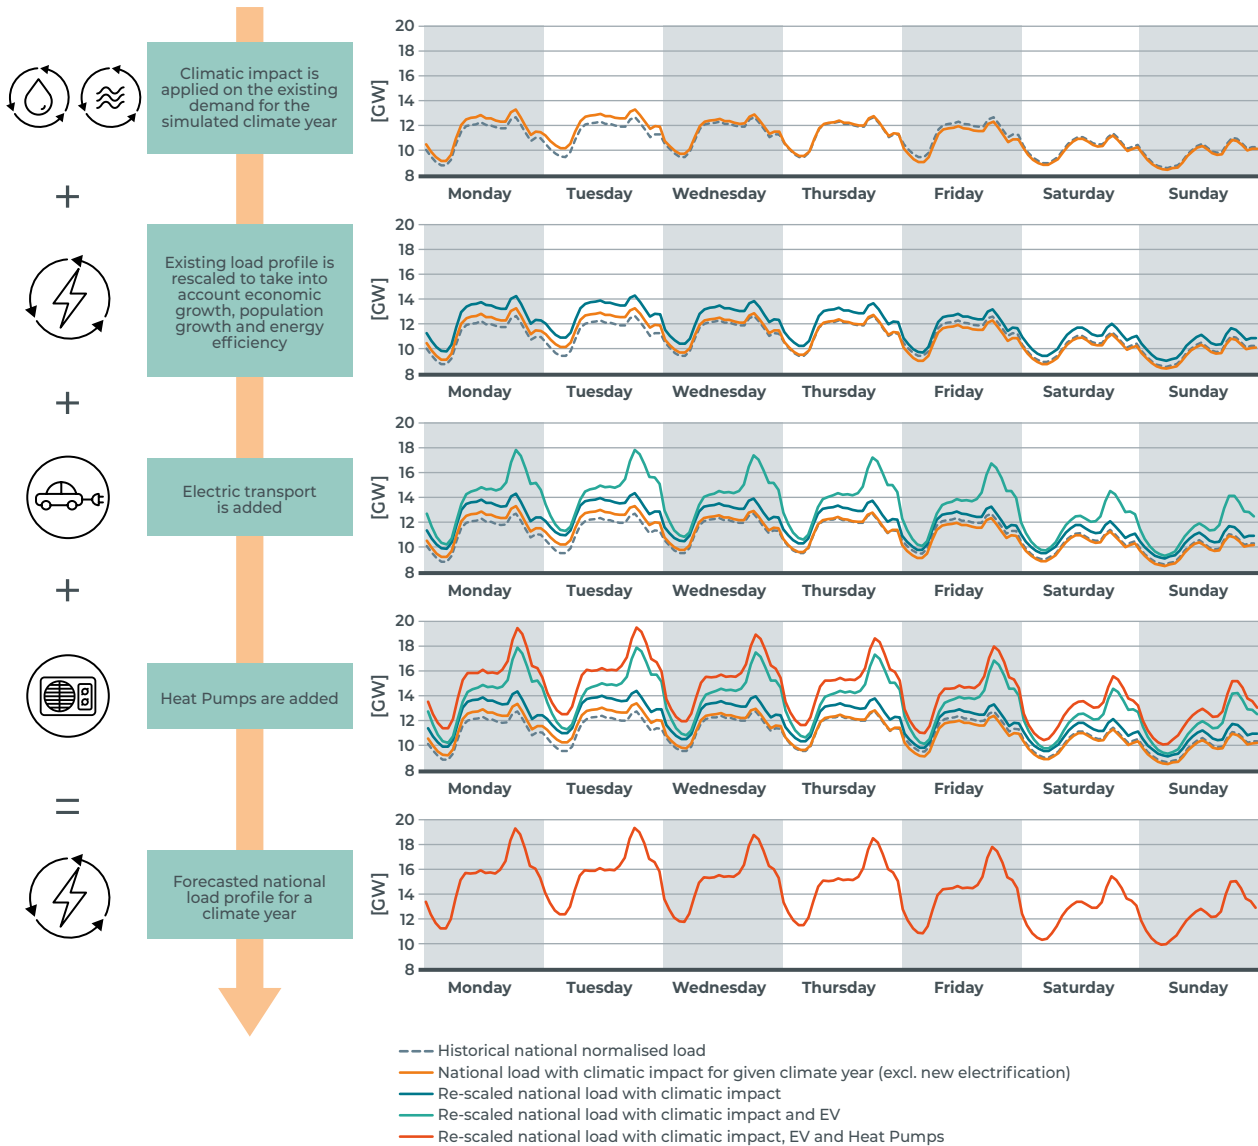 Climatic impact is
applied on the existing
demand for the
simulated climate year
[GW]
20
18
16
14
12
10
8
Monday
Tuesday
Wednesday
Thursday
Friday
Saturday
Sunday
+
Existing load profile is
rescaled to take into
account economic
growth, population
growth and energy
efficiency
[GW]
20
18
16
14
12
10
8
Monday
Tuesday
Wednesday
Thursday
Friday
Saturday
Sunday
+
Electric transport
is added
[GW]
20
18
16
14
12
10
8
Monday
Tuesday
Wednesday
Thursday
Friday
Saturday
Sunday
+
Heat Pumps are added
[GW]
20
18
16
14
12
10
8
Monday
Tuesday
Wednesday
Thursday
Friday
Saturday
Sunday
=
Forecasted national
load profile for a
climate year
[GW]
20
18
16
14
12
10
8
Monday
Tuesday
Wednesday
Thursday
Friday
Saturday
Sunday
Historical national normalised load
National load with climatic impact for given climate year (excl. new electrification)
Re-scaled national load with climatic impact
Re-scaled national load with climatic impact and EV
Re-scaled national load with climatic impact, EV and Heat Pumps